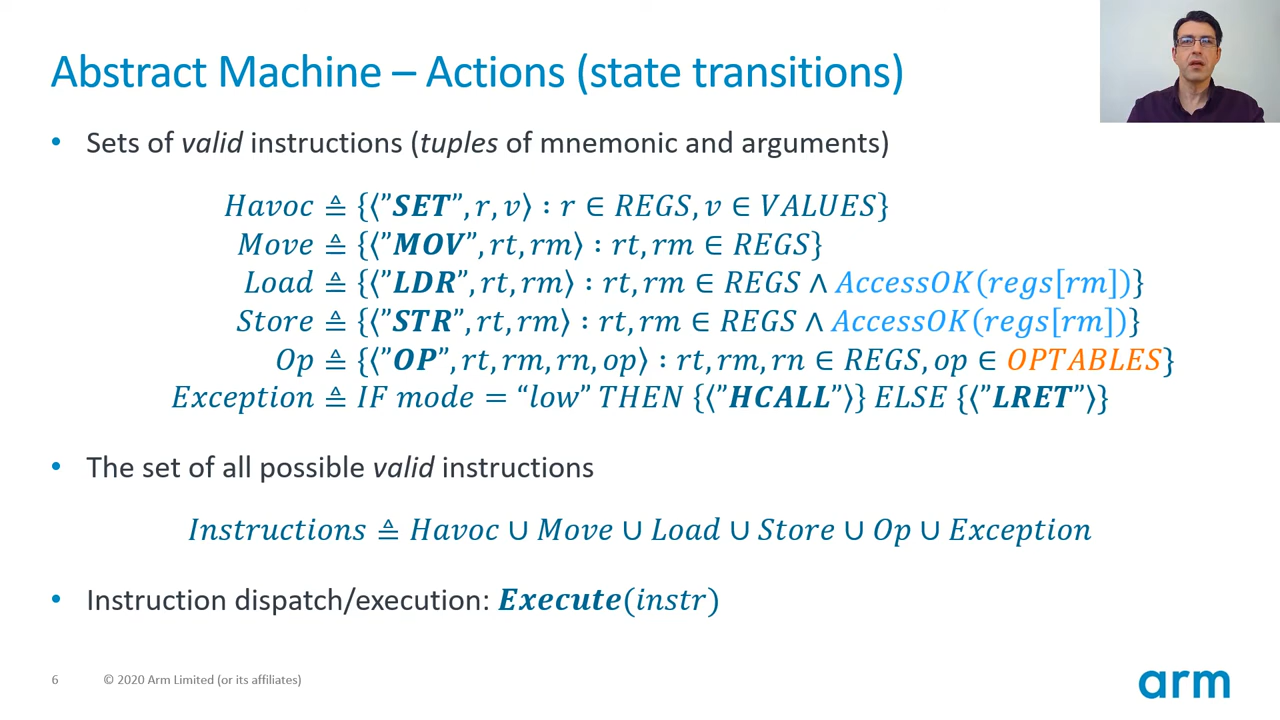 Abstract Machine – Actions (state transitions)
• Sets of valid instructions (tuples of mnemonic and arguments)
Havoc ≜ {⟨”SET”, r, v⟩ : r ∈ REGS, v ∈ VALUES}
Move ≜ {⟨”MOV”, rt, rm⟩ : rt, rm ∈ REGS}
Load ≜ {⟨”LDR”, rt, rm⟩ : rt, rm ∈ REGS ∧ AccessOK(regs[rm])}
Store ≜ {⟨”STR”, rt, rm⟩ : rt, rm ∈ REGS ∧ AccessOK(regs[rm])}
Op ≜ {⟨”OP”, rt, rm, rn, op⟩ : rt, rm, rn ∈ REGS, op ∈ OPTABLES}
Exception ≜ IF mode = “low” THEN {⟨”HCALL”⟩} ELSE {⟨”LRET”⟩}
• The set of all possible valid instructions
Instructions ≜ Havoc ∪ Move ∪ Load ∪ Store ∪ Op ∪ Exception
• Instruction dispatch/execution: Execute(instr)
6 © 2020 Arm Limited (or its affiliates)
arm